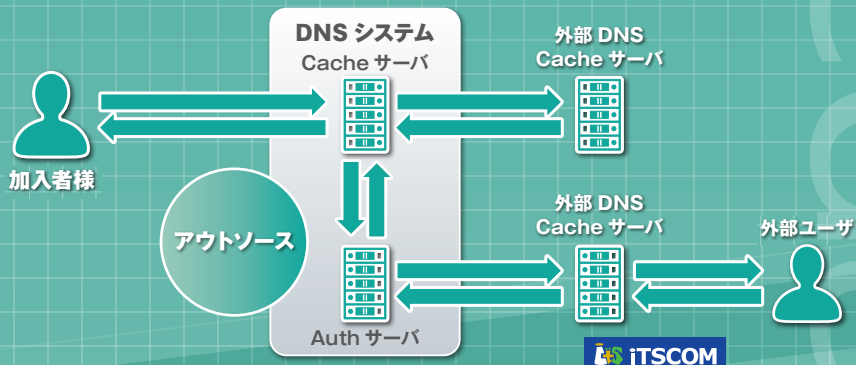 DNS システム
Cache サーバ
外部 DNS
Cache サーバ
加入者様
アウトソース
外部 DNS
Cache サーバ
外部ユーザ
Auth サーバ
iTSCOM